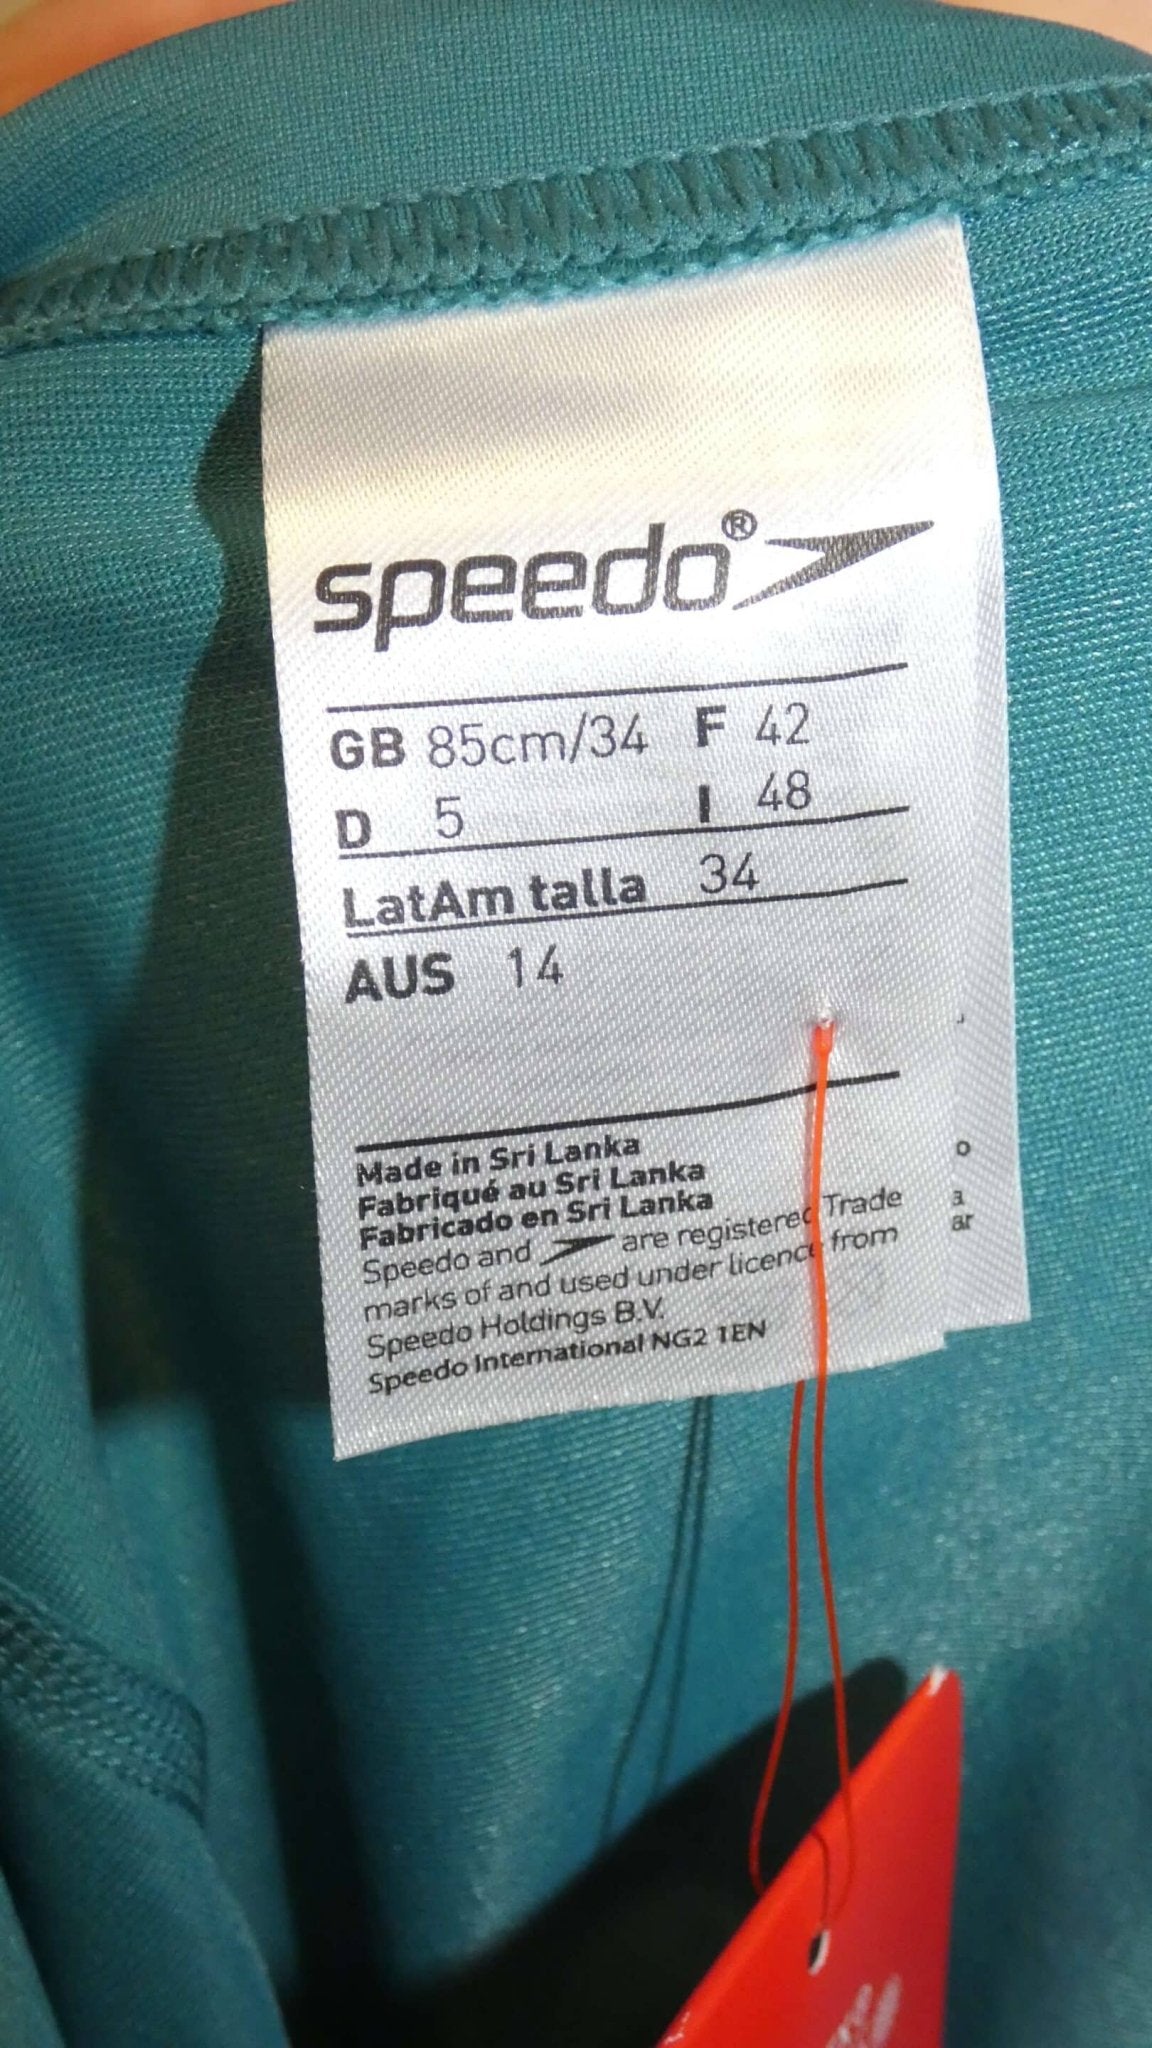 speedo®
GB 85cm/34 F 42
D 5 I 48
LatAm talla 34
AUS 14
Made in Sri Lanka
Fabriqué au Sri Lanka
Fabricado en Sri Lanka
Speedo and are registered Trade
marks of and used under licence from
Speedo Holdings B.V.
Speedo International NG2 1EN
o
a
ar